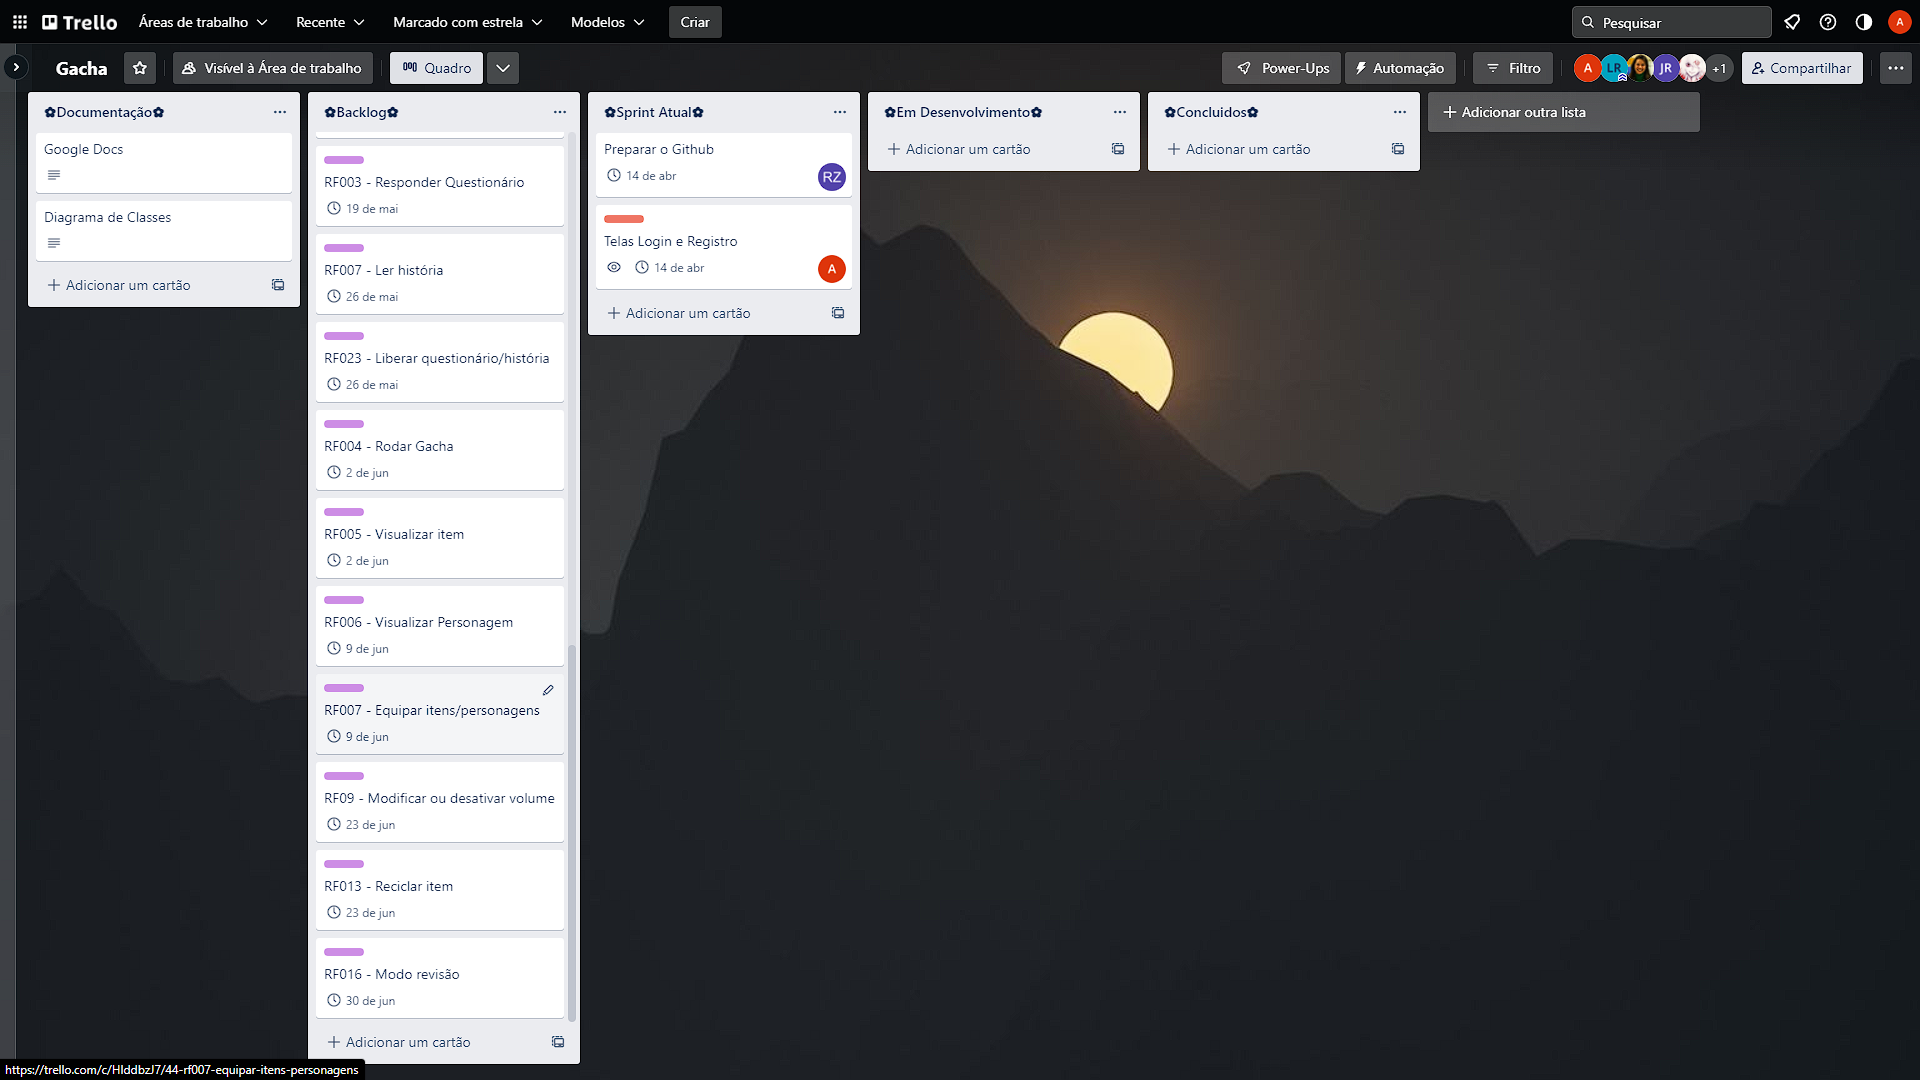 Trello
Áreas de trabalho
Recente
Marcado com estrela
Modelos
Criar
Pesquisar
A
Gacha
Visível à Área de trabalho
Quadro
Power-Ups
Automação
Filtro
A
LR
JR
+1
Compartilhar
✿Documentação✿
Google Docs
Diagrama de Classes
Adicionar um cartão
✿Backlog✿
RF003 - Responder Questionário
19 de mai
RF007 - Ler história
26 de mai
RF023 - Liberar questionário/história
26 de mai
RF004 - Rodar Gacha
2 de jun
RF005 - Visualizar item
2 de jun
RF006 - Visualizar Personagem
9 de jun
RF007 - Equipar itens/personagens
9 de jun
RF09 - Modificar ou desativar volume
23 de jun
RF013 - Reciclar item
23 de jun
RF016 - Modo revisão
30 de jun
Adicionar um cartão
✿Sprint Atual✿
Preparar o Github
14 de abr
RZ
Telas Login e Registro
14 de abr
A
Adicionar um cartão
✿Em Desenvolvimento✿
Adicionar um cartão
✿Concluidos✿
Adicionar um cartão
Adicionar outra lista
https://trello.com/c/HIddbzJ7/44-rf007-equipar-itens-personagens